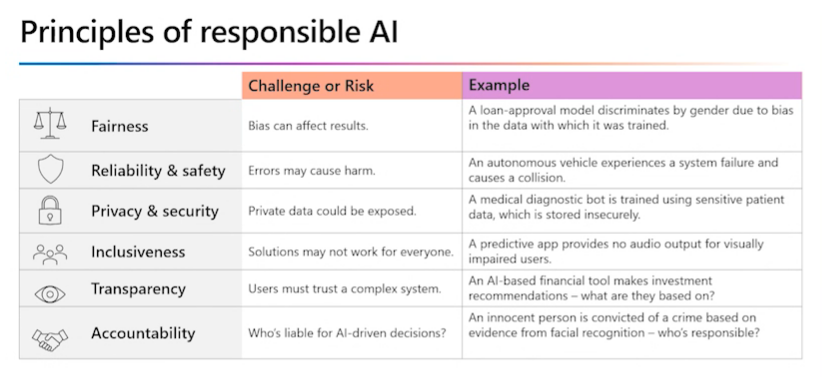 Principles of responsible AI
Challenge or Risk
Example
Fairness
Bias can affect results.
A loan-approval model discriminates by gender due to bias
in the data with which it was trained.
Reliability & safety
Errors may cause harm.
An autonomous vehicle experiences a system failure and
causes a collision.
Privacy & security
Private data could be exposed.
A medical diagnostic bot is trained using sensitive patient
data, which is stored insecurely.
Inclusiveness
Solutions may not work for everyone.
A predictive app provides no audio output for visually
impaired users.
Transparency
Users must trust a complex system.
An AI-based financial tool makes investment
recommendations – what are they based on?
Accountability
Who's liable for AI-driven decisions?
An innocent person is convicted of a crime based on
evidence from facial recognition – who's responsible?